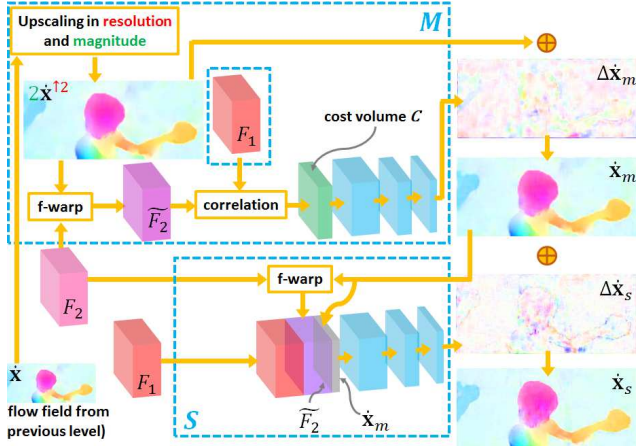 Upscaling in resolution
and magnitude
M
2ẋ↑2
F₁
cost volume C
Δẋₘ
f-warp
F̃₂
correlation
ẋₘ
F₂
f-warp
Δẋₛ
F₁
ẋ
flow field from
previous level)
S
F̃₂
ẋₘ
ẋₛ